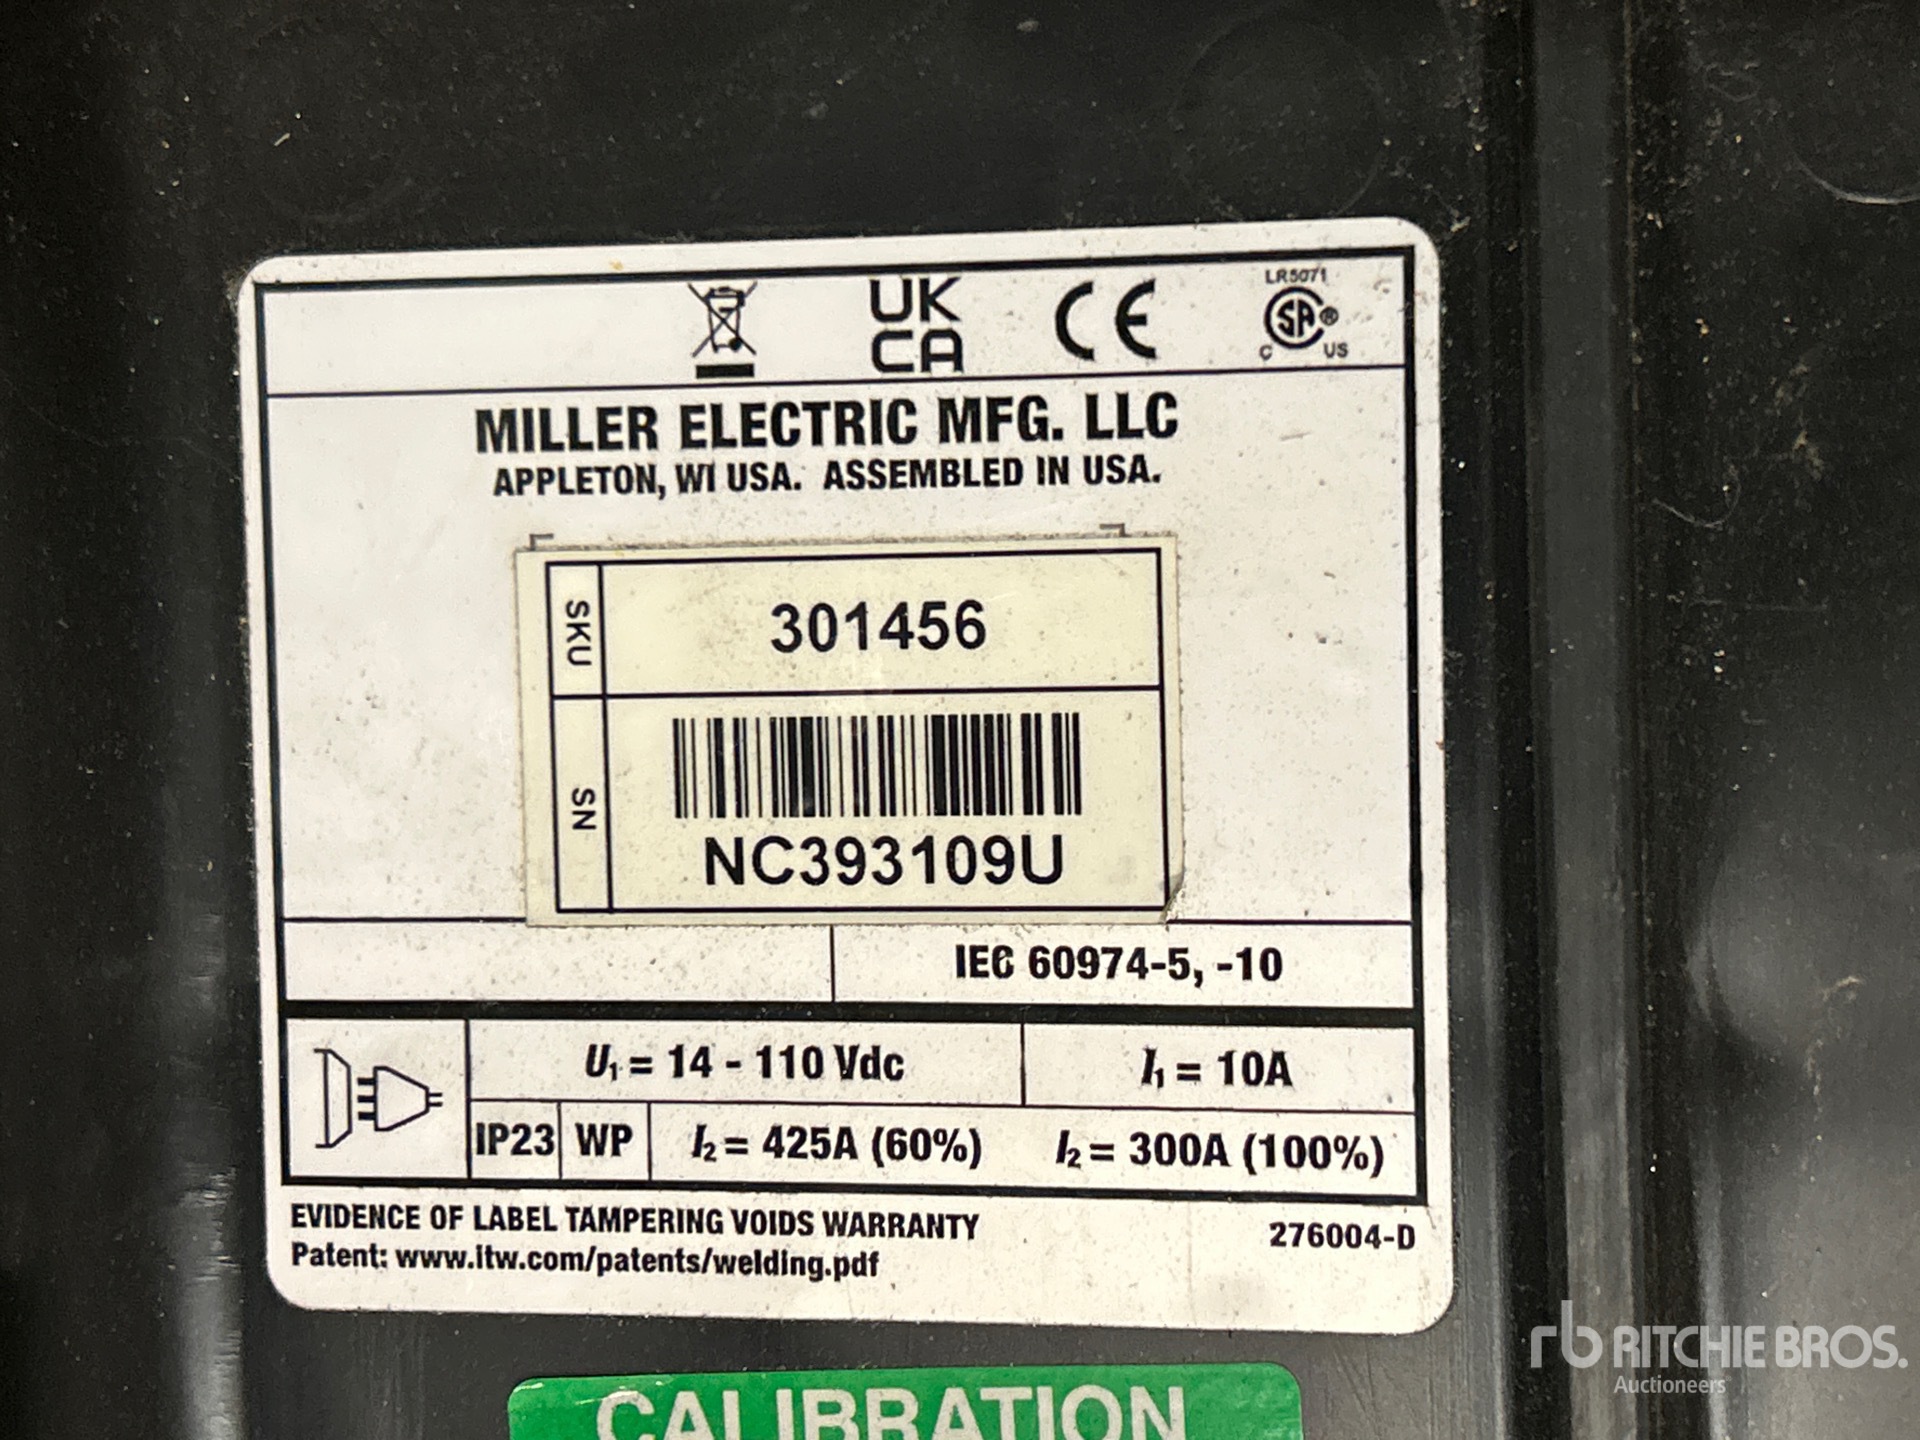 UK
CA
CE
LR5071
SA®
C US
MILLER ELECTRIC MFG. LLC
APPLETON, WI USA. ASSEMBLED IN USA.
SKU
301456
SN
NC393109U
IEC 60974-5, -10
U₁ = 14 - 110 Vdc
I₁ = 10A
IP23
WP
I₂ = 425A (60%)
I₂ = 300A (100%)
EVIDENCE OF LABEL TAMPERING VOIDS WARRANTY
276004-D
Patent: www.itw.com/patents/welding.pdf
CALIBRATION
rb RITCHIE BROS.
Auctioneers